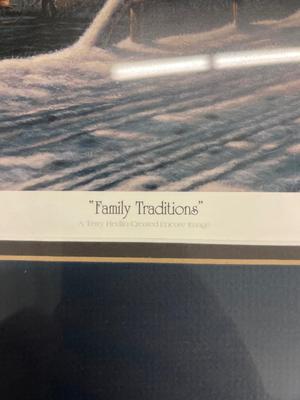 "Family Traditions"
A Terry Redlin Created Encore Image